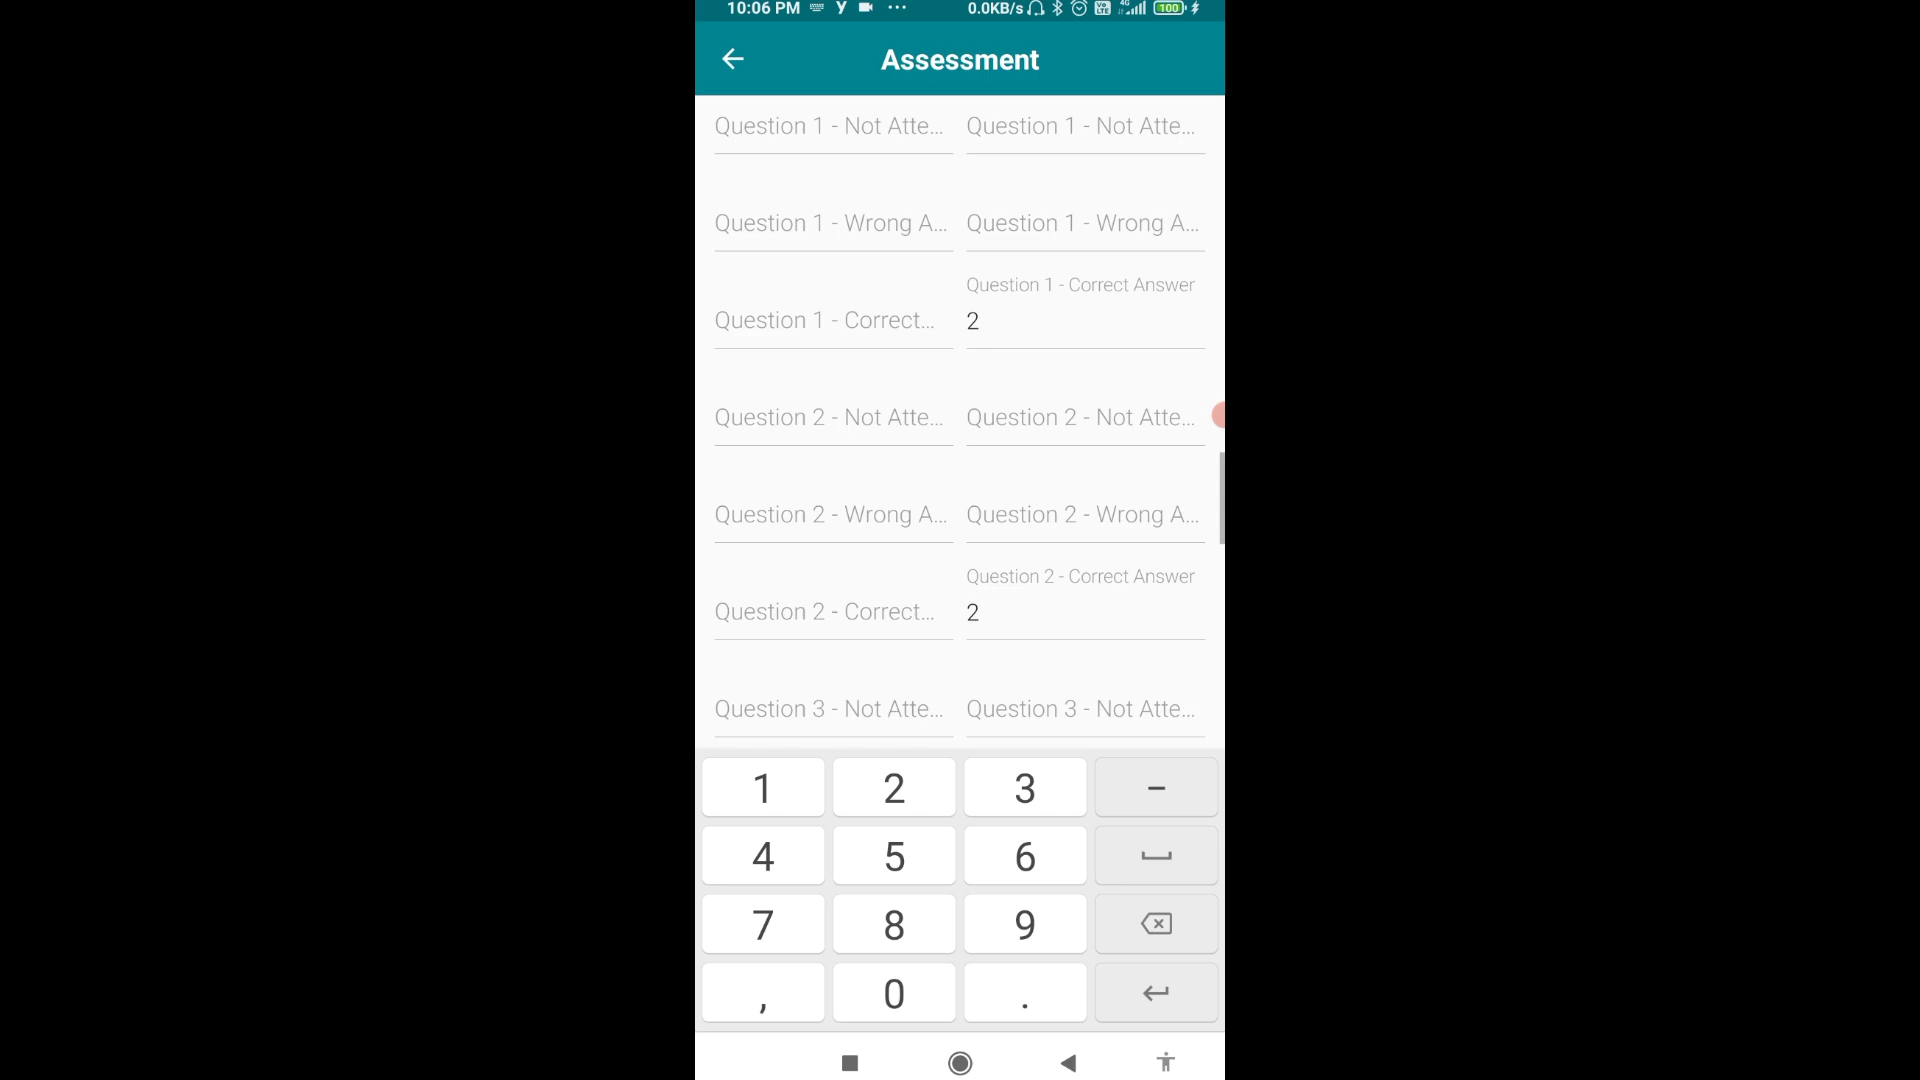 10:06 PM У ... 0.0KB/s Vo LTE 4G 100
Assessment
Question 1 - Not Atte... Question 1 - Not Atte...
Question 1 - Wrong A... Question 1 - Wrong A...
Question 1 - Correct Answer
Question 1 - Correct... 2
Question 2 - Not Atte... Question 2 - Not Atte...
Question 2 - Wrong A... Question 2 - Wrong A...
Question 2 - Correct Answer
Question 2 - Correct... 2
Question 3 - Not Atte... Question 3 - Not Atte...
1 2 3 -
4 5 6
7 8 9
, 0 .